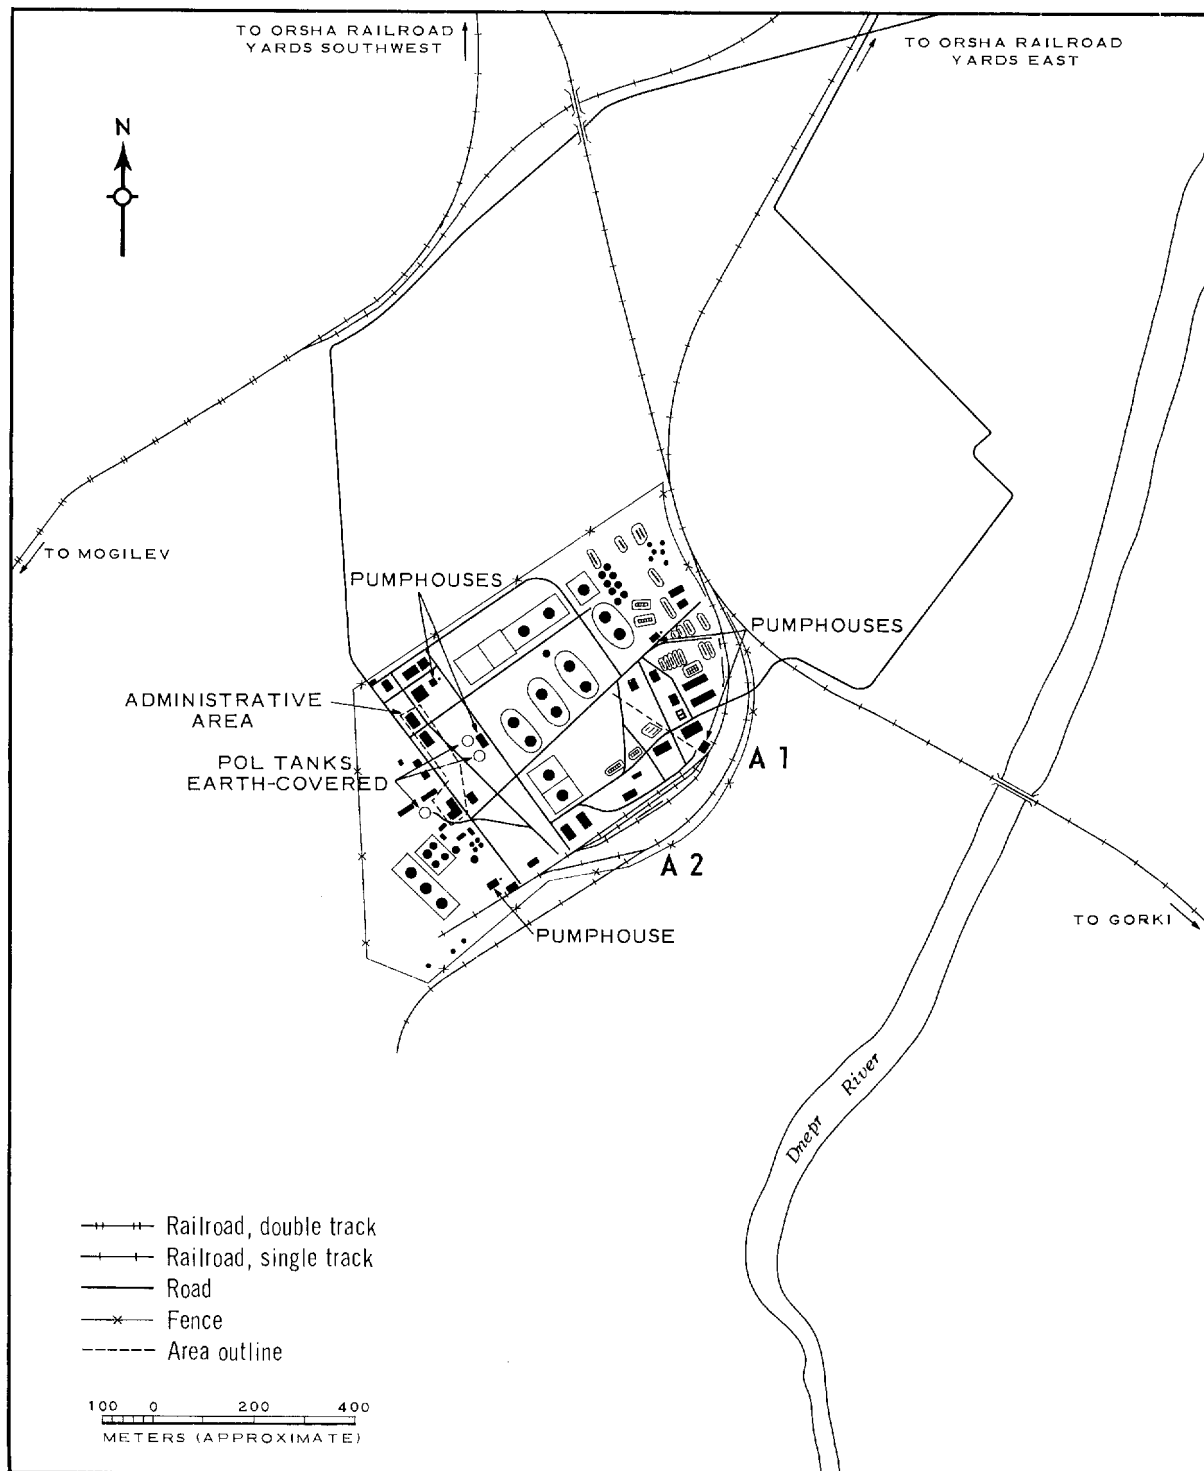 TO ORSHA RAILROAD
YARDS SOUTHWEST
TO ORSHA RAILROAD
YARDS EAST
N
TO MOGILEV
PUMPHOUSES
PUMPHOUSES
ADMINISTRATIVE
AREA
POL TANKS
EARTH-COVERED
A 1
A 2
PUMPHOUSE
TO GORKI
Dnepr River
Railroad, double track
Railroad, single track
Road
Fence
Area outline
100 0 200 400
METERS (APPROXIMATE)